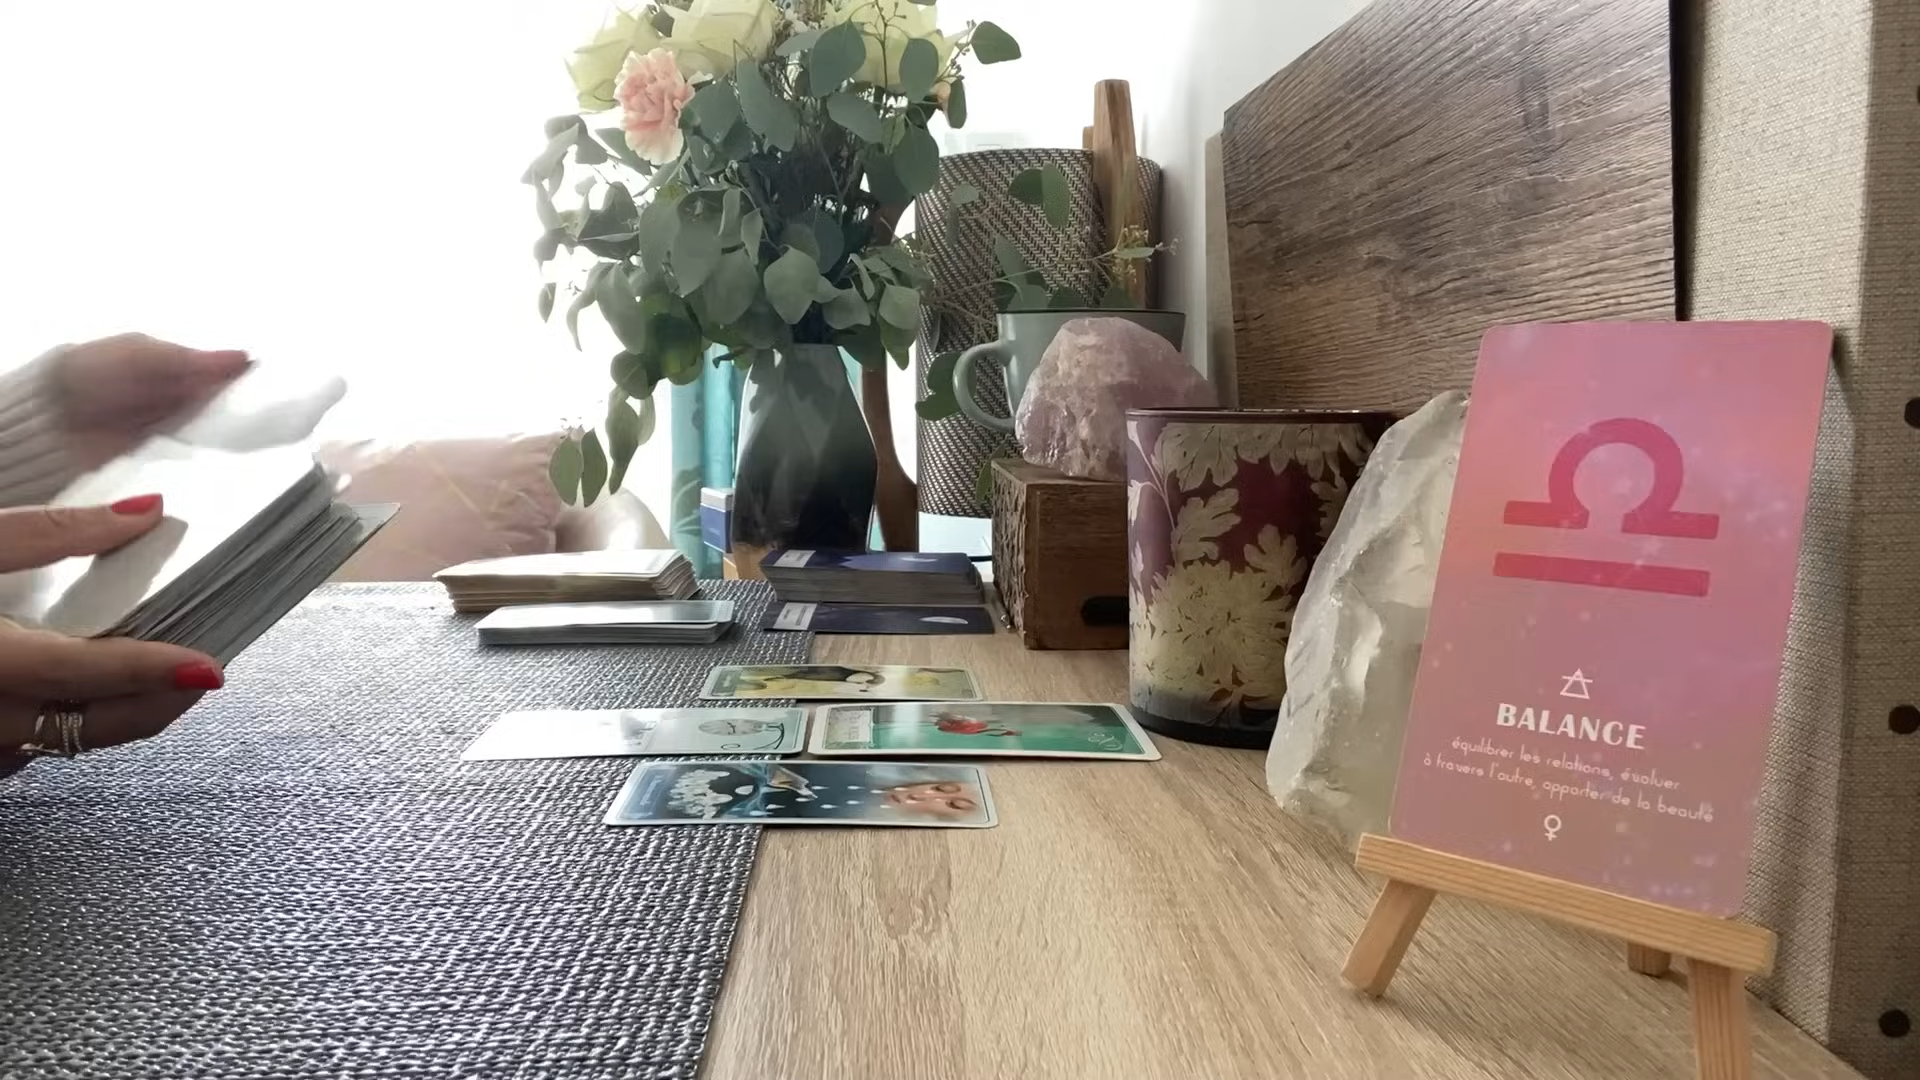 BALANCE
équilibrer les relations, évoluer
à travers l'autre, apporter de la beauté